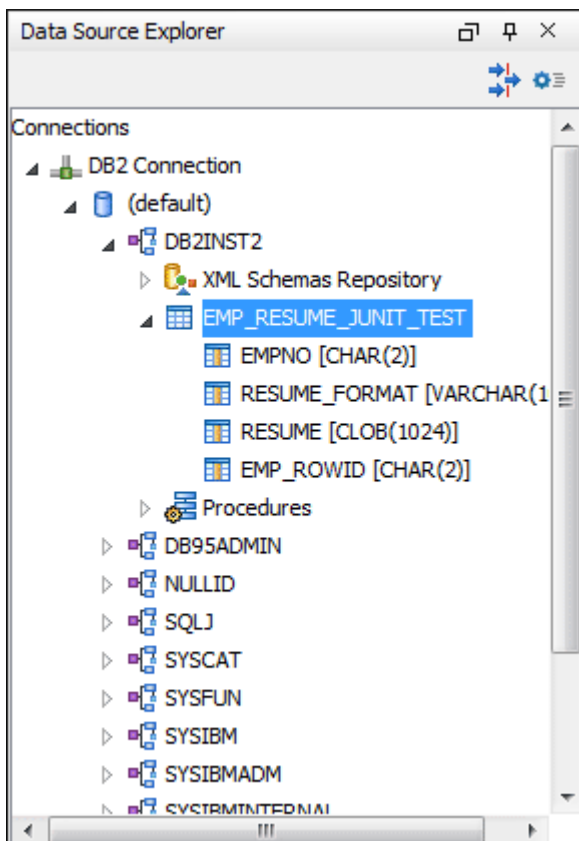 Data Source Explorer
Connections
DB2 Connection
(default)
DB2INST2
XML Schemas Repository
EMP_RESUME_JUNIT_TEST
EMPNO [CHAR(2)]
RESUME_FORMAT [VARCHAR(1
RESUME [CLOB(1024)]
EMP_ROWID [CHAR(2)]
Procedures
DB95ADMIN
NULLID
SQLJ
SYSCAT
SYSFUN
SYSIBM
SYSIBMADM
SYSIBMINTERNAL